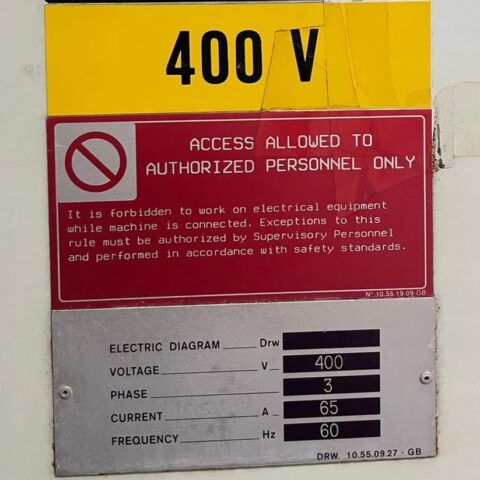 400 V
ACCESS ALLOWED TO
AUTHORIZED PERSONNEL ONLY
It is forbidden to work on electrical equipment
while machine is connected. Exceptions to this
rule must be authorized by Supervisory Personnel
and performed in accordance with safety standards.
N° 10.55.19.09-GB
ELECTRIC DIAGRAM Drw
VOLTAGE V 400
PHASE 3
CURRENT A 65
FREQUENCY Hz 60
DRW. 10.55.09.27 · GB